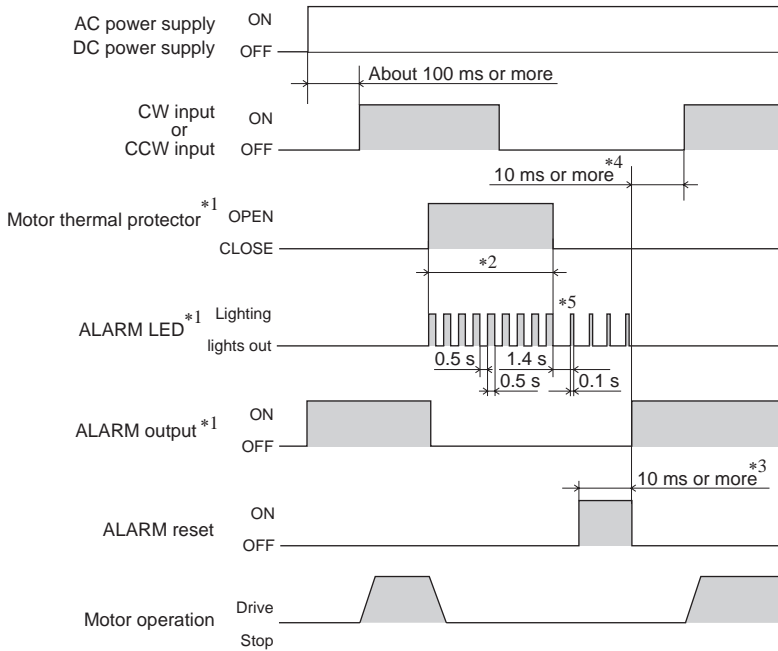 AC power supply
DC power supply
ON
OFF
About 100 ms or more
CW input
or
CCW input
ON
OFF
10 ms or more*4
Motor thermal protector*1
OPEN
CLOSE
*2
ALARM LED*1
Lighting
lights out
*5
0.5 s
0.5 s
1.4 s
0.1 s
ALARM output*1
ON
OFF
10 ms or more*3
ALARM reset
ON
OFF
Motor operation
Drive
Stop